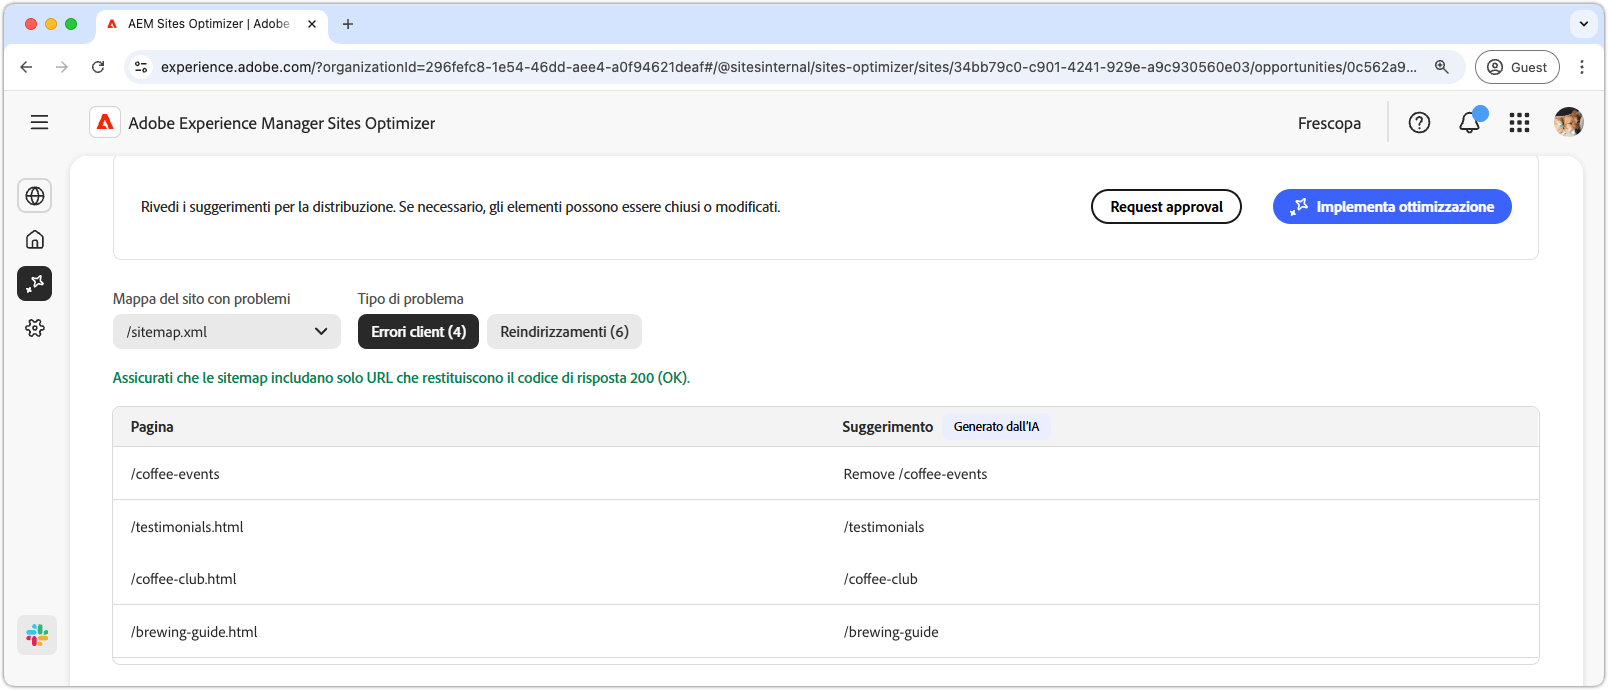 AEM Sites Optimizer | Adobe
experience.adobe.com/?organizationId=296fefc8-1e54-46dd-aee4-a0f94621deaf#/@sitesinternal/sites-optimizer/sites/34bb79c0-c901-4241-929e-a9c930560e03/opportunities/0c562a9...
Guest
Adobe Experience Manager Sites Optimizer
Frescopa
Rivedi i suggerimenti per la distribuzione. Se necessario, gli elementi possono essere chiusi o modificati.
Request approval
Implementa ottimizzazione
Mappa del sito con problemi
Tipo di problema
/sitemap.xml
Errori client (4)
Reindirizzamenti (6)
Assicurati che le sitemap includano solo URL che restituiscono il codice di risposta 200 (OK).
Pagina
Suggerimento
Generato dall'IA
/coffee-events
Remove /coffee-events
/testimonials.html
/testimonials
/coffee-club.html
/coffee-club
/brewing-guide.html
/brewing-guide